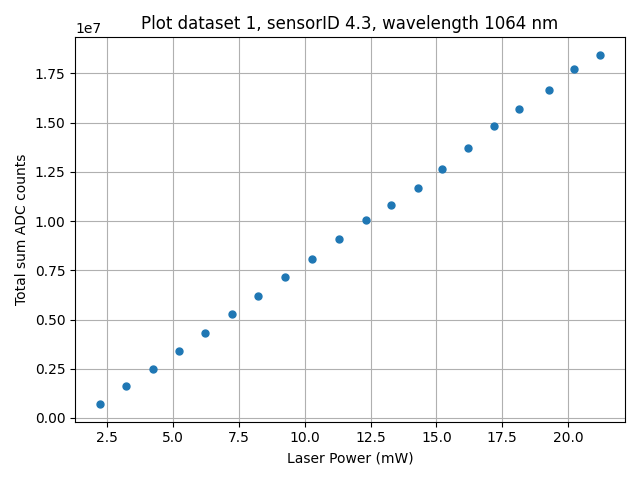 Plot dataset 1, sensorID 4.3, wavelength 1064 nm
1e7
1.75
1.50
1.25
1.00
0.75
0.50
0.25
0.00
Total sum ADC counts
2.5 5.0 7.5 10.0 12.5 15.0 17.5 20.0
Laser Power (mW)